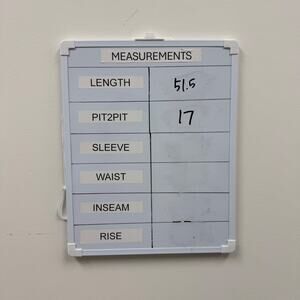 MEASUREMENTS
LENGTH 51.5
PIT2PIT 17
SLEEVE
WAIST
INSEAM
RISE